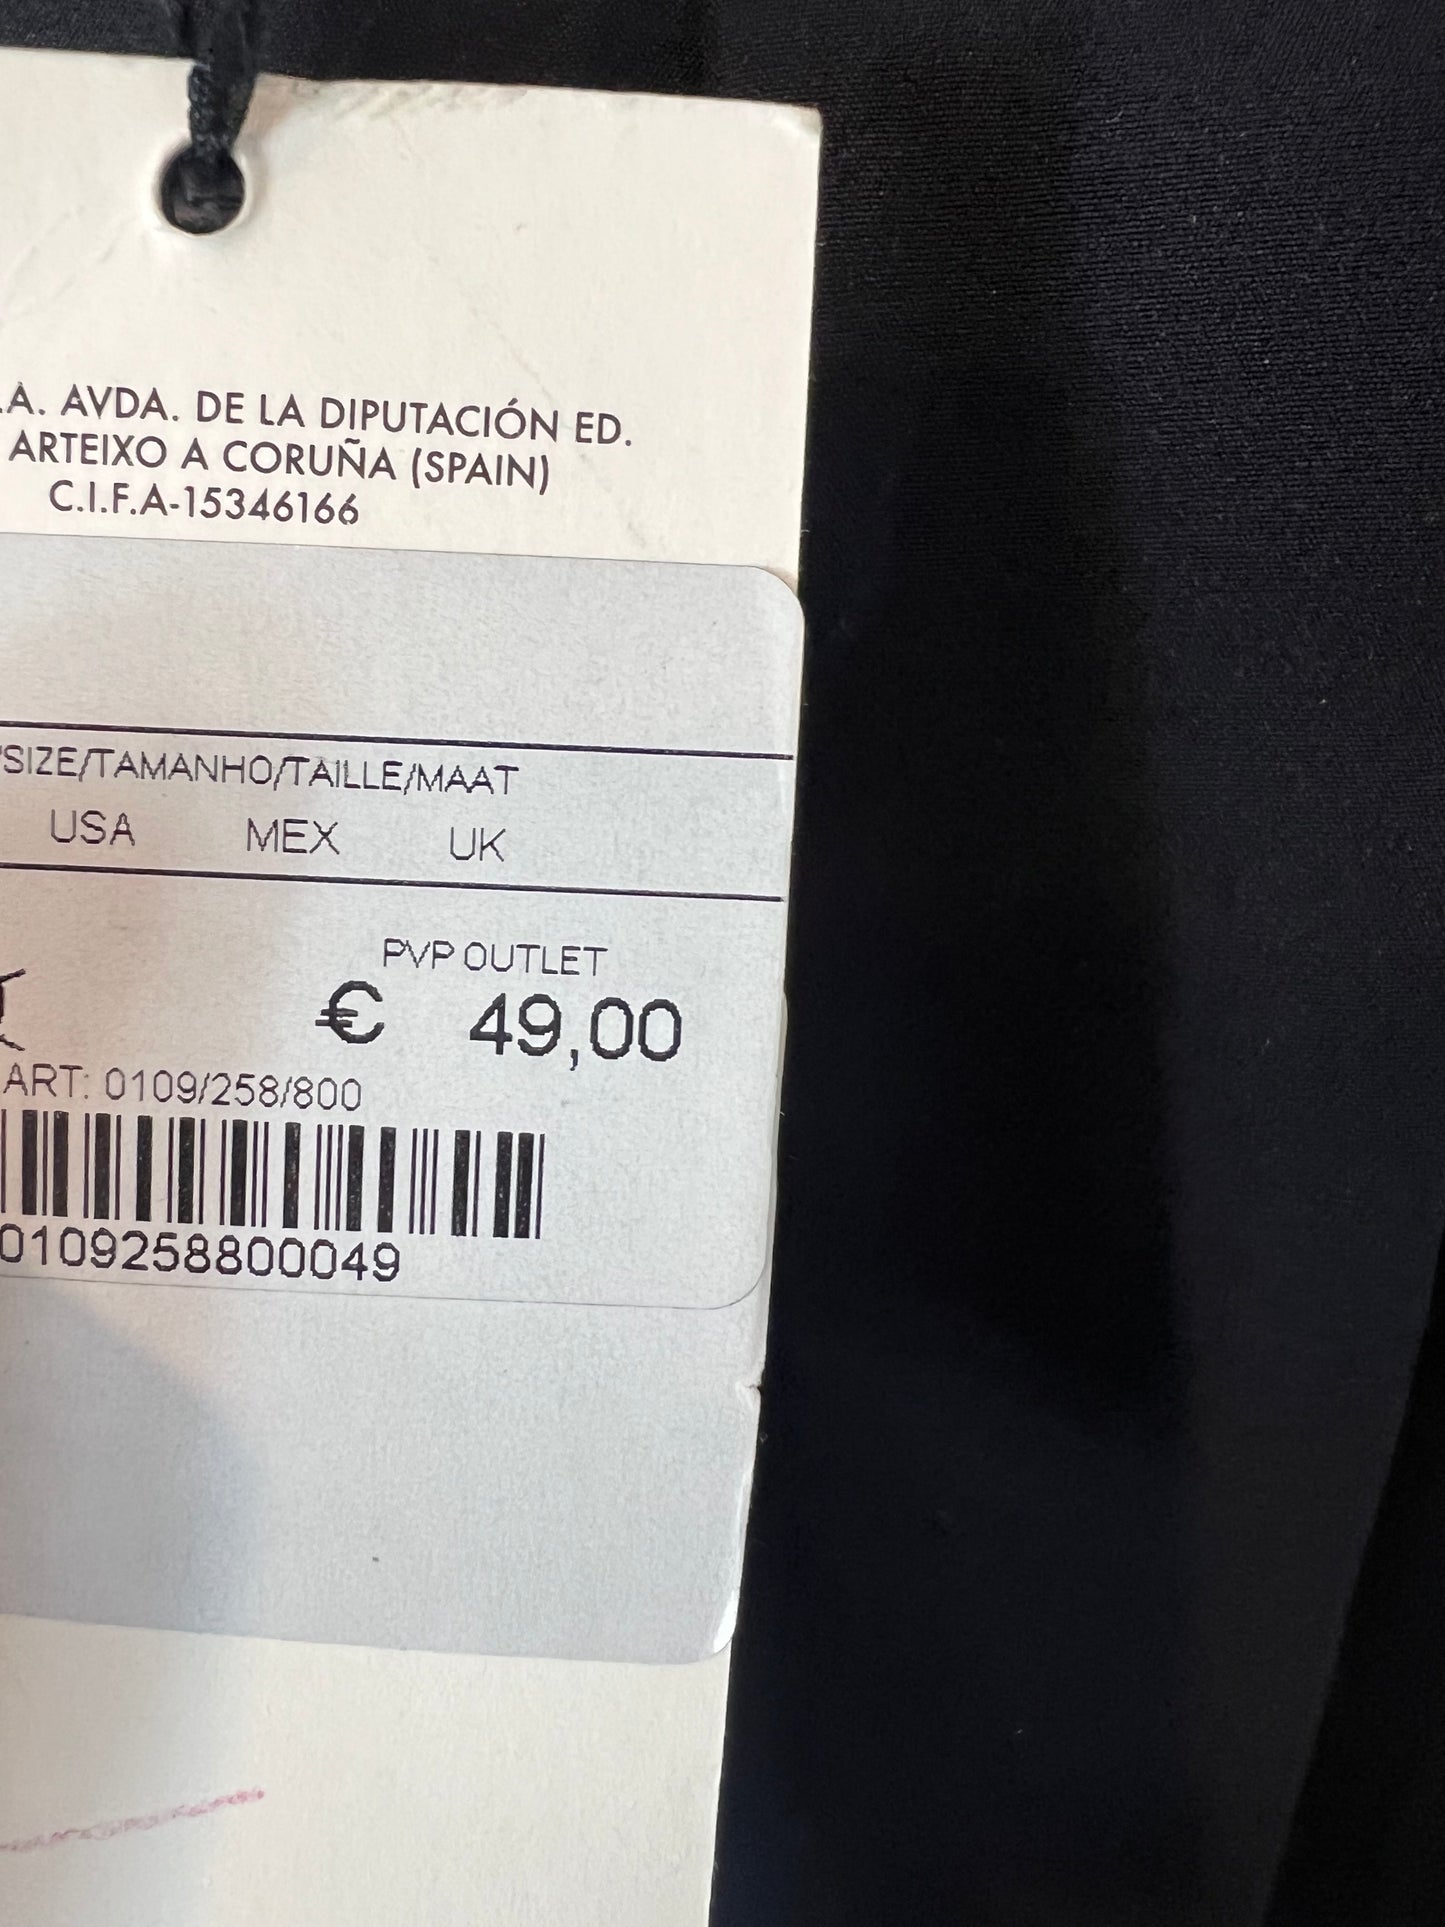 .A. AVDA. DE LA DIPUTACIÓN ED.
ARTEIXO A CORUÑA (SPAIN)
C.I.F.A-15346166
/SIZE/TAMANHO/TAILLE/MAAT
USA MEX UK
PVP OUTLET
€ 49,00
ART: 0109/258/800
0109258800049